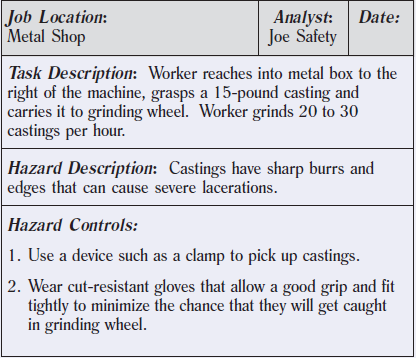 Job Location: Analyst: Date:
Metal Shop Joe Safety
Task Description: Worker reaches into metal box to the
right of the machine, grasps a 15-pound casting and
carries it to grinding wheel. Worker grinds 20 to 30
castings per hour.
Hazard Description: Castings have sharp burrs and
edges that can cause severe lacerations.
Hazard Controls:
1. Use a device such as a clamp to pick up castings.
2. Wear cut-resistant gloves that allow a good grip and fit
tightly to minimize the chance that they will get caught
in grinding wheel.